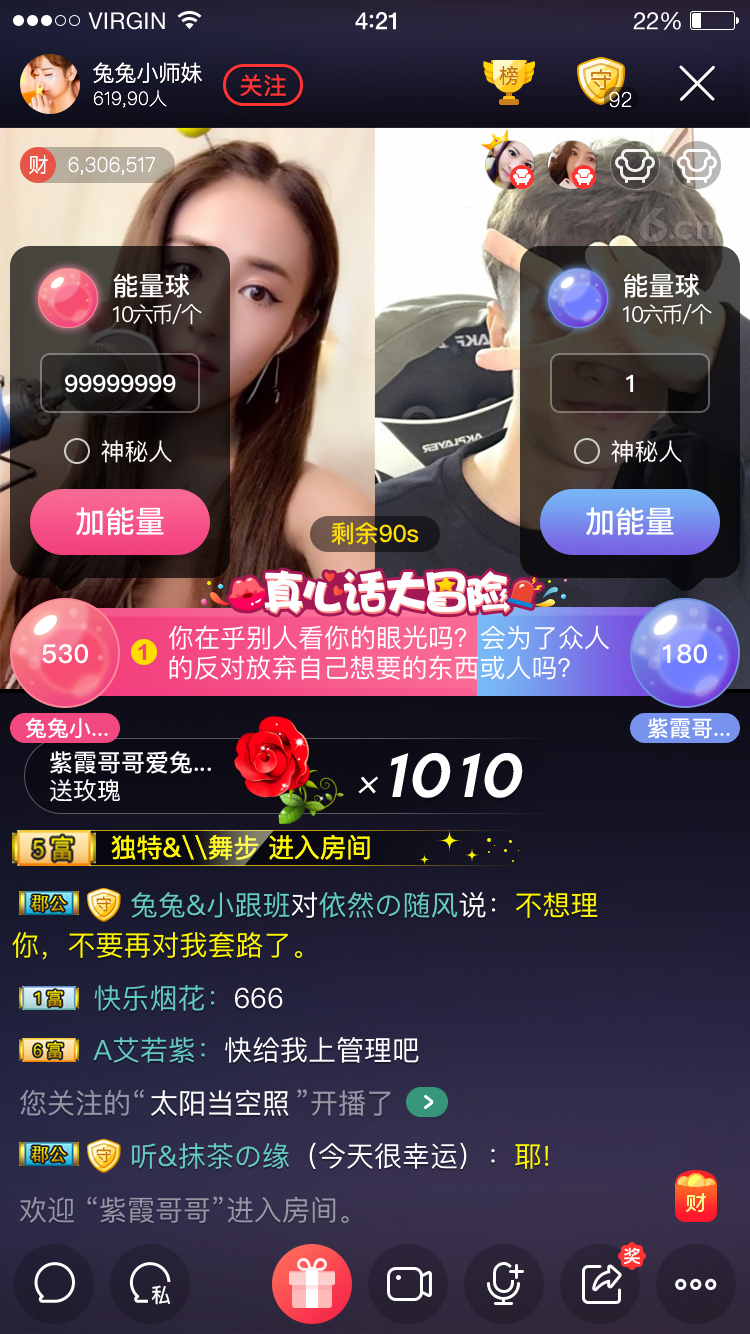 VIRGIN 4:21 22%
兔兔小师妹
619,90人
关注
榜
守
92
财 6,306,517
6.cn
能量球
10六币/个
99999999
神秘人
加能量
能量球
10六币/个
1
神秘人
加能量
AKPLAYER
剩余90s
真心话大冒险
530
1 你在乎别人看你的眼光吗？会为了众人
的反对放弃自己想要的东西或人吗？
180
兔兔小...
紫霞哥...
紫霞哥哥爱兔...
送玫瑰
×1010
5富 独特&\\舞步 进入房间
郡公 守 兔兔&小跟班对依然の随风说：不想理
你，不要再对我套路了。
1富 快乐烟花：666
6富 A艾若紫：快给我上管理吧
您关注的“太阳当空照”开播了
郡公 守 听&抹茶の缘（今天很幸运）：耶!
欢迎 “紫霞哥哥”进入房间。
财
私
奖